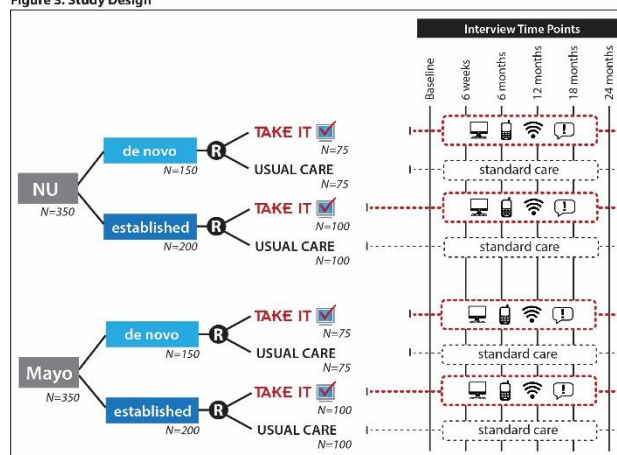 Figure 3. Study Design
Interview Time Points
Baseline
6 weeks
6 months
12 months
18 months
24 months
NU
N=350
de novo
N=150
R
TAKE IT
N=75
USUAL CARE
N=75
standard care
established
N=200
R
TAKE IT
N=100
USUAL CARE
N=100
standard care
Mayo
N=350
de novo
N=150
R
TAKE IT
N=75
USUAL CARE
N=75
standard care
established
N=200
R
TAKE IT
N=100
USUAL CARE
N=100
standard care